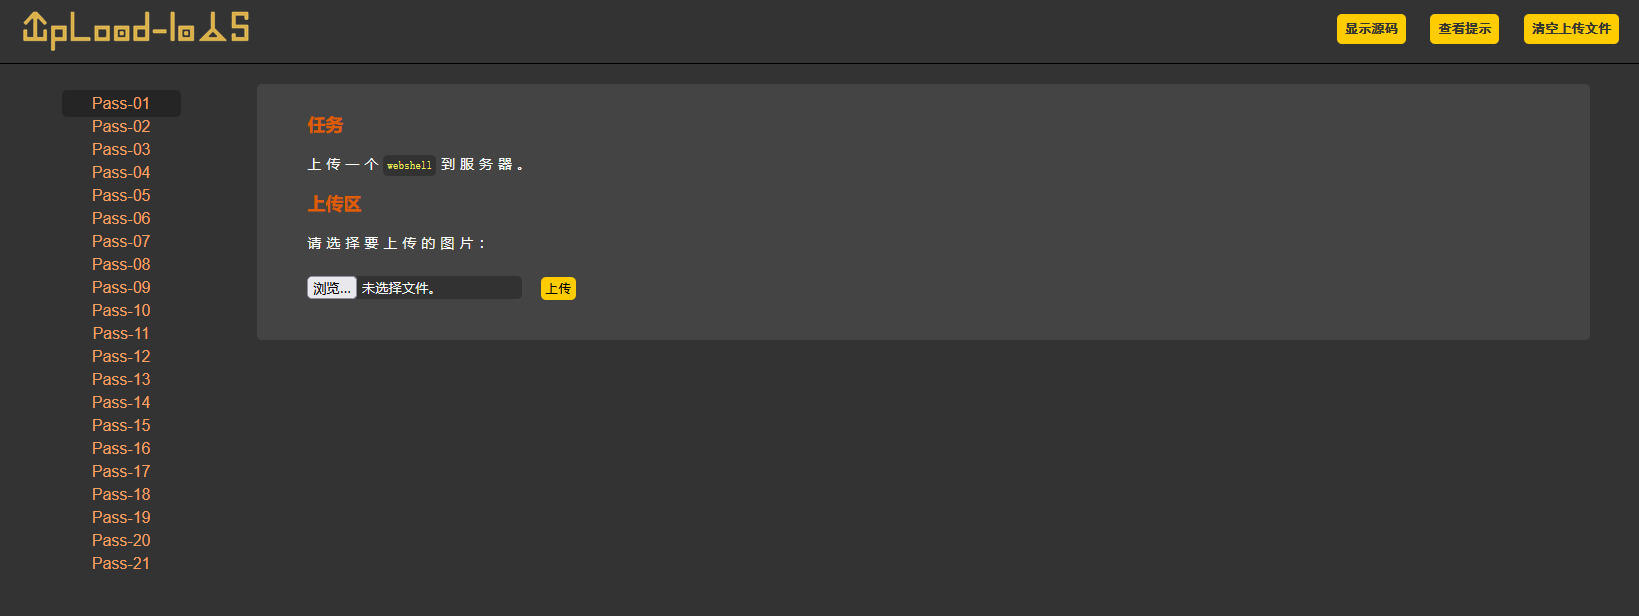 Upload-labs
显示源码 查看提示 清空上传文件
Pass-01
Pass-02
Pass-03
Pass-04
Pass-05
Pass-06
Pass-07
Pass-08
Pass-09
Pass-10
Pass-11
Pass-12
Pass-13
Pass-14
Pass-15
Pass-16
Pass-17
Pass-18
Pass-19
Pass-20
Pass-21
任务
上传一个 webshell 到服务器。
上传区
请选择要上传的图片：
浏览... 未选择文件。 上传